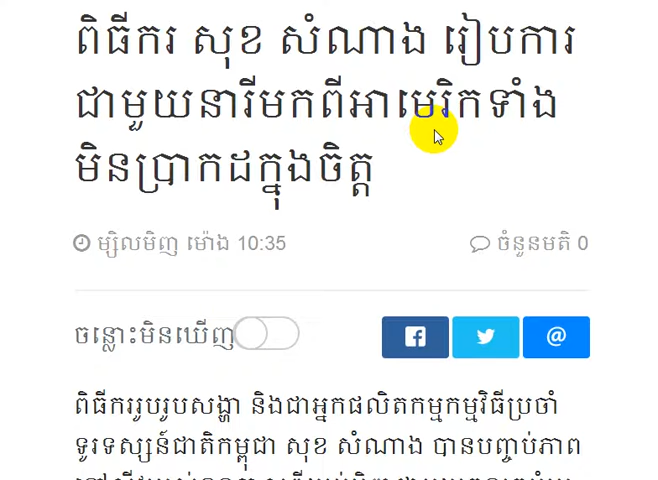 ពិធីករ សុខ សំណាង រៀបការ
ជាមួយនារីមកពីអាមេរិកទាំង
មិនប្រាកដក្នុងចិត្ត
ម្សិលមិញ ម៉ោង 10:35
ចំនួនមតិ 0
ចន្លោះមិនឃើញ
ពិធីកររូបរូបសង្ហា និងជាអ្នកផលិតកម្មកម្មវិធីប្រចាំ
ទូរទស្សន៍ជាតិកម្ពុជា សុខ សំណាង បានបញ្ចប់ភាព